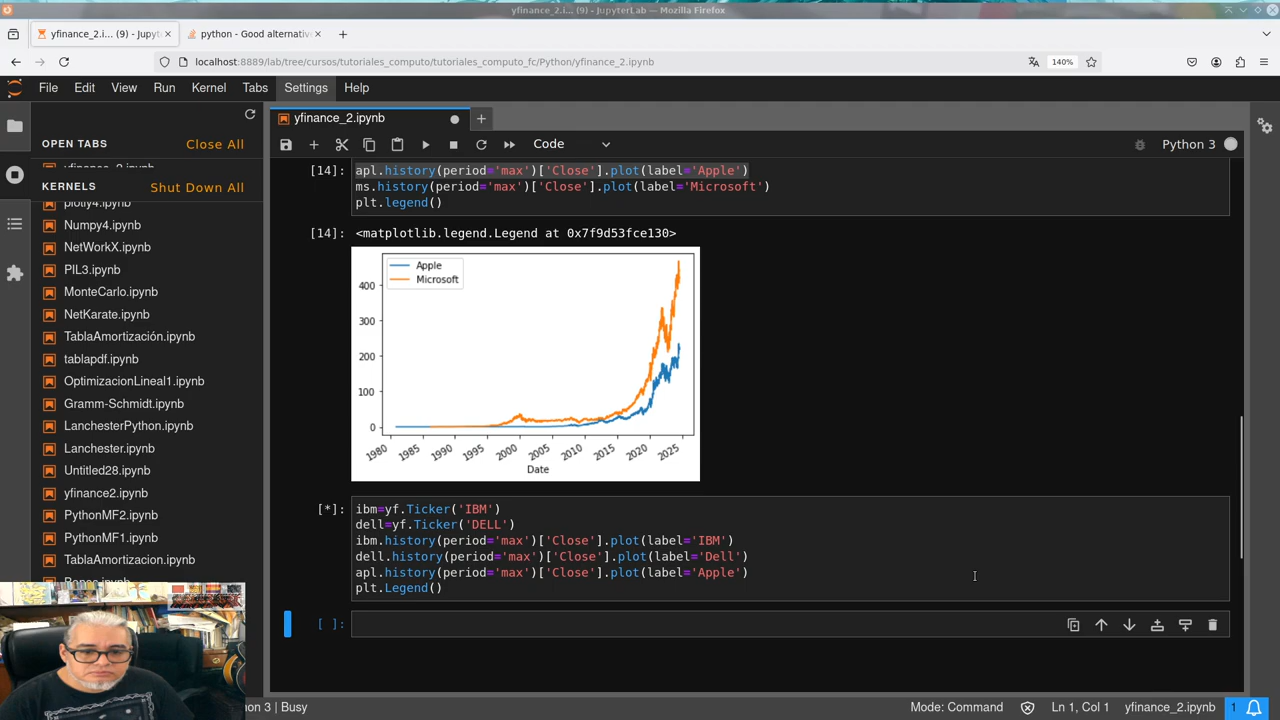 yfinance_2.i… (9) - JupyterLab — Mozilla Firefox
yfinance_2.i… (9) - Jupyt
python - Good alternativ
localhost:8889/lab/tree/cursos/tutoriales_computo/tutoriales_computo_fc/Python/yfinance_2.ipynb
140%
File Edit View Run Kernel Tabs Settings Help
yfinance_2.ipynb
OPEN TABS Close All
Code
Python 3
yfinance_2.ipynb
KERNELS Shut Down All
plotly4.ipynb
Numpy4.ipynb
NetWorkX.ipynb
PIL3.ipynb
MonteCarlo.ipynb
NetKarate.ipynb
TablaAmortización.ipynb
tablapdf.ipynb
OptimizacionLineal1.ipynb
Gramm-Schmidt.ipynb
LanchesterPython.ipynb
Lanchester.ipynb
Untitled28.ipynb
yfinance2.ipynb
PythonMF2.ipynb
PythonMF1.ipynb
TablaAmortizacion.ipynb
[14]: apl.history(period='max')['Close'].plot(label='Apple')
ms.history(period='max')['Close'].plot(label='Microsoft')
plt.legend()
[14]: <matplotlib.legend.Legend at 0x7f9d53fce130>
Apple
Microsoft
400
300
200
100
0
1980 1985 1990 1995 2000 2005 2010 2015 2020 2025
Date
[*]: ibm=yf.Ticker('IBM')
dell=yf.Ticker('DELL')
ibm.history(period='max')['Close'].plot(label='IBM')
dell.history(period='max')['Close'].plot(label='Dell')
apl.history(period='max')['Close'].plot(label='Apple')
plt.Legend()
[ ]:
on 3 | Busy
Mode: Command
Ln 1, Col 1
yfinance_2.ipynb
1